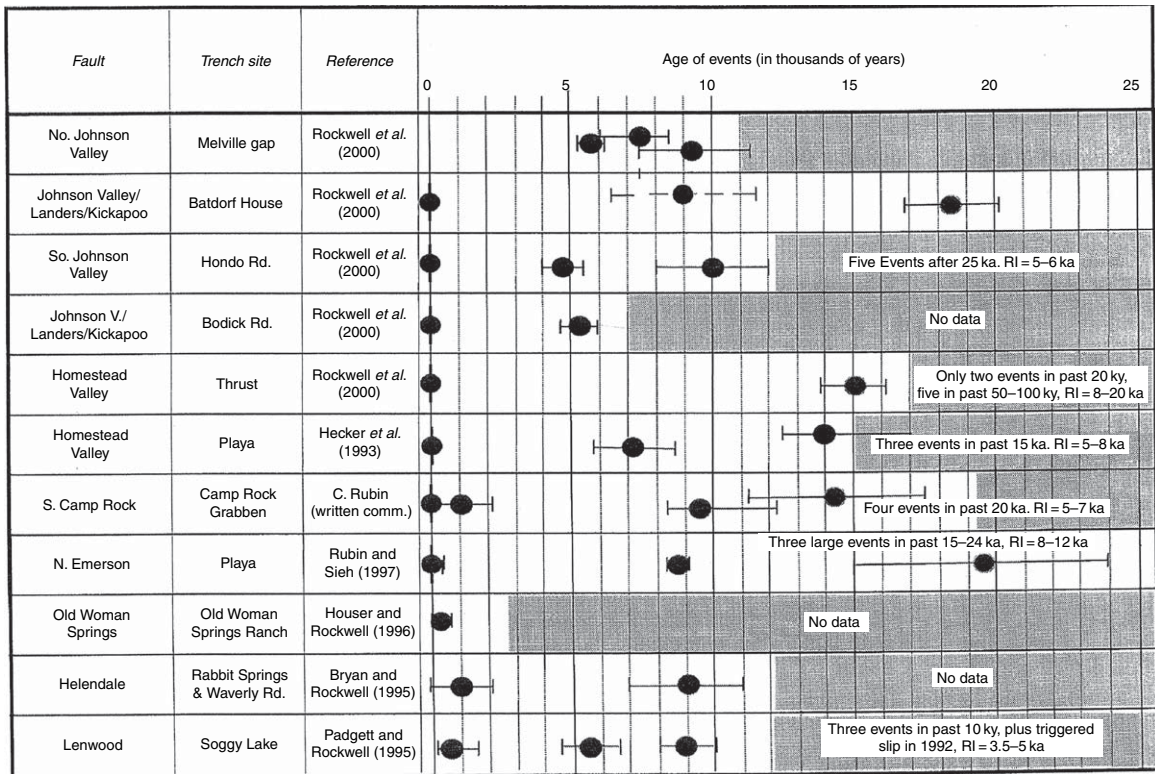 Fault
Trench site
Reference
Age of events (in thousands of years)
0 5 10 15 20 25
No. Johnson
Valley
Melville gap
Rockwell et al.
(2000)
Johnson Valley/
Landers/Kickapoo
Batdorf House
Rockwell et al.
(2000)
So. Johnson
Valley
Hondo Rd.
Rockwell et al.
(2000)
Five Events after 25 ka. RI = 5–6 ka
Johnson V./
Landers/Kickapoo
Bodick Rd.
Rockwell et al.
(2000)
No data
Homestead
Valley
Thrust
Rockwell et al.
(2000)
Only two events in past 20 ky,
five in past 50–100 ky, RI = 8–20 ka
Homestead
Valley
Playa
Hecker et al.
(1993)
Three events in past 15 ka. RI = 5–8 ka
S. Camp Rock
Camp Rock
Grabben
C. Rubin
(written comm.)
Four events in past 20 ka. RI = 5–7 ka
N. Emerson
Playa
Rubin and
Sieh (1997)
Three large events in past 15–24 ka, RI = 8–12 ka
Old Woman
Springs
Old Woman
Springs Ranch
Houser and
Rockwell (1996)
No data
Helendale
Rabbit Springs
& Waverly Rd.
Bryan and
Rockwell (1995)
No data
Lenwood
Soggy Lake
Padgett and
Rockwell (1995)
Three events in past 10 ky, plus triggered
slip in 1992, RI = 3.5–5 ka